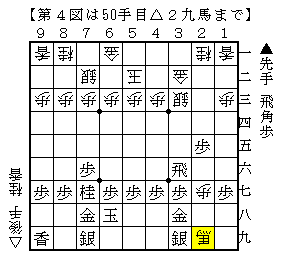 【第４図は50手目△２九馬まで】
９ ８ ７ ６ ５ ４ ３ ２ １
香 桂 金 桂 香 一
銀 玉 金 二
歩 歩 歩 歩 歩 歩 銀 歩 三
四
歩 五
歩 飛 六
歩 歩 桂 歩 歩 歩 歩 歩 歩 七
金 玉 金 八
香 銀 銀 馬 九
▲先手 飛角歩
△後手 桂香